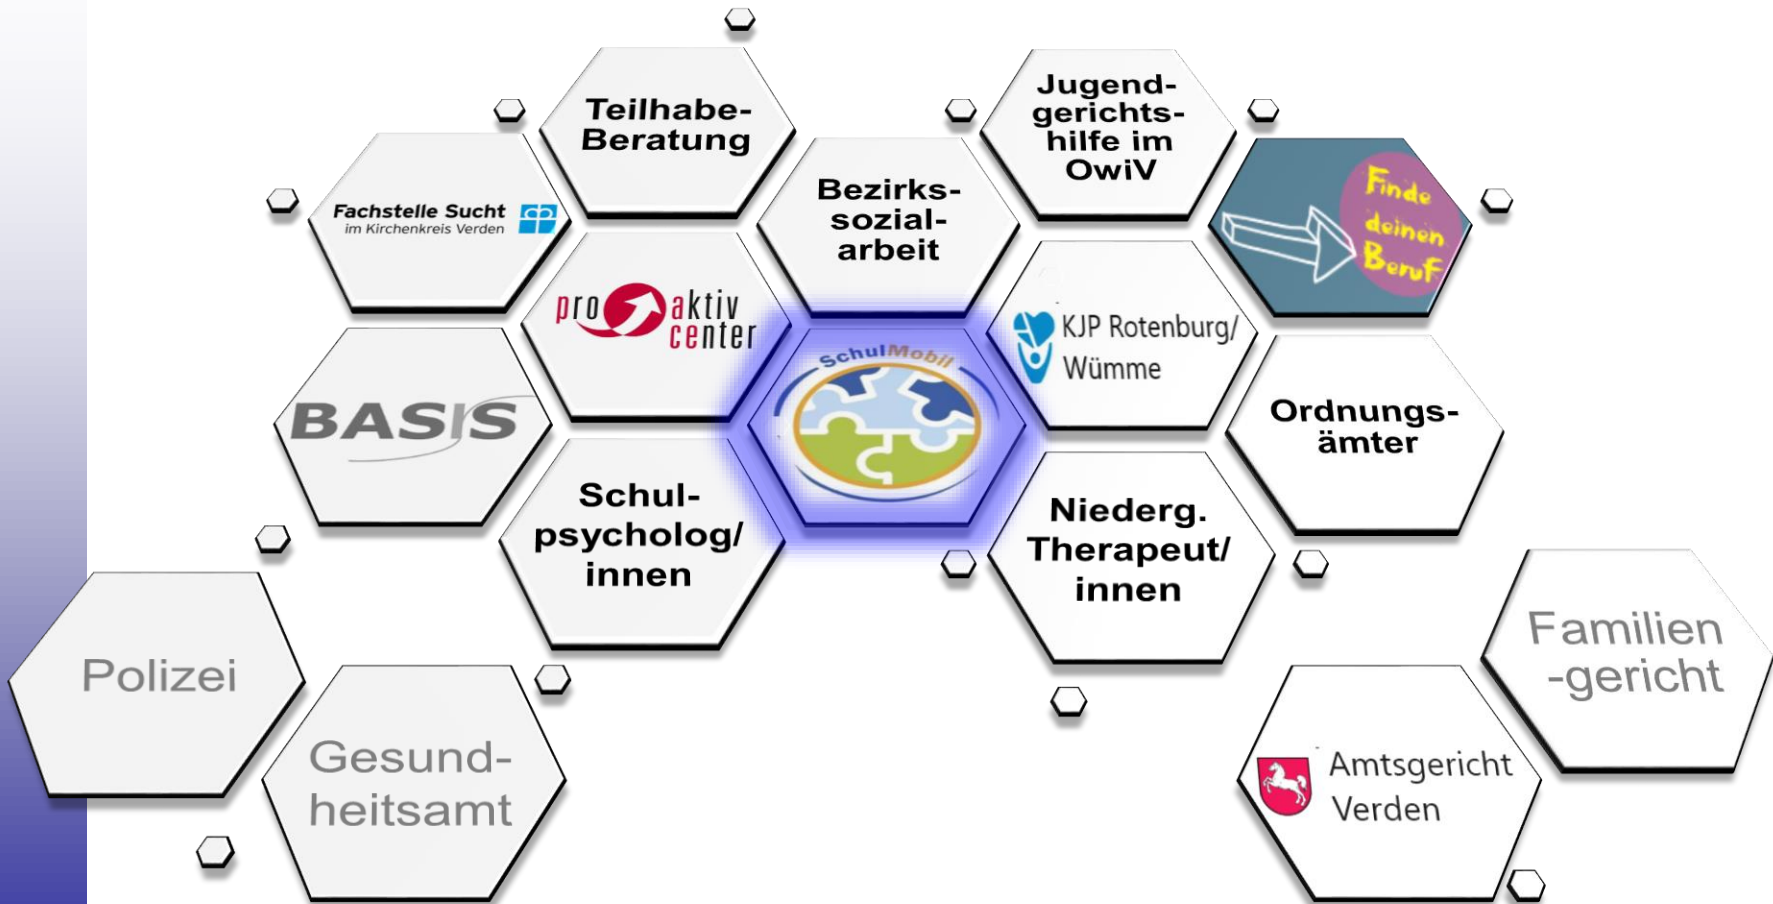 Teilhabe-
Beratung
Jugend-
gerichts-
hilfe im
OwiV
Fachstelle Sucht
im Kirchenkreis Verden
Bezirks-
sozial-
arbeit
Finde
deinen
Beruf
pro aktiv
center
KJP Rotenburg/
Wümme
SchulMobil
BASIS
Ordnungs-
ämter
Schul-
psycholog/
innen
Niederg.
Therapeut/
innen
Polizei
Familien
-gericht
Gesund-
heitsamt
Amtsgericht
Verden